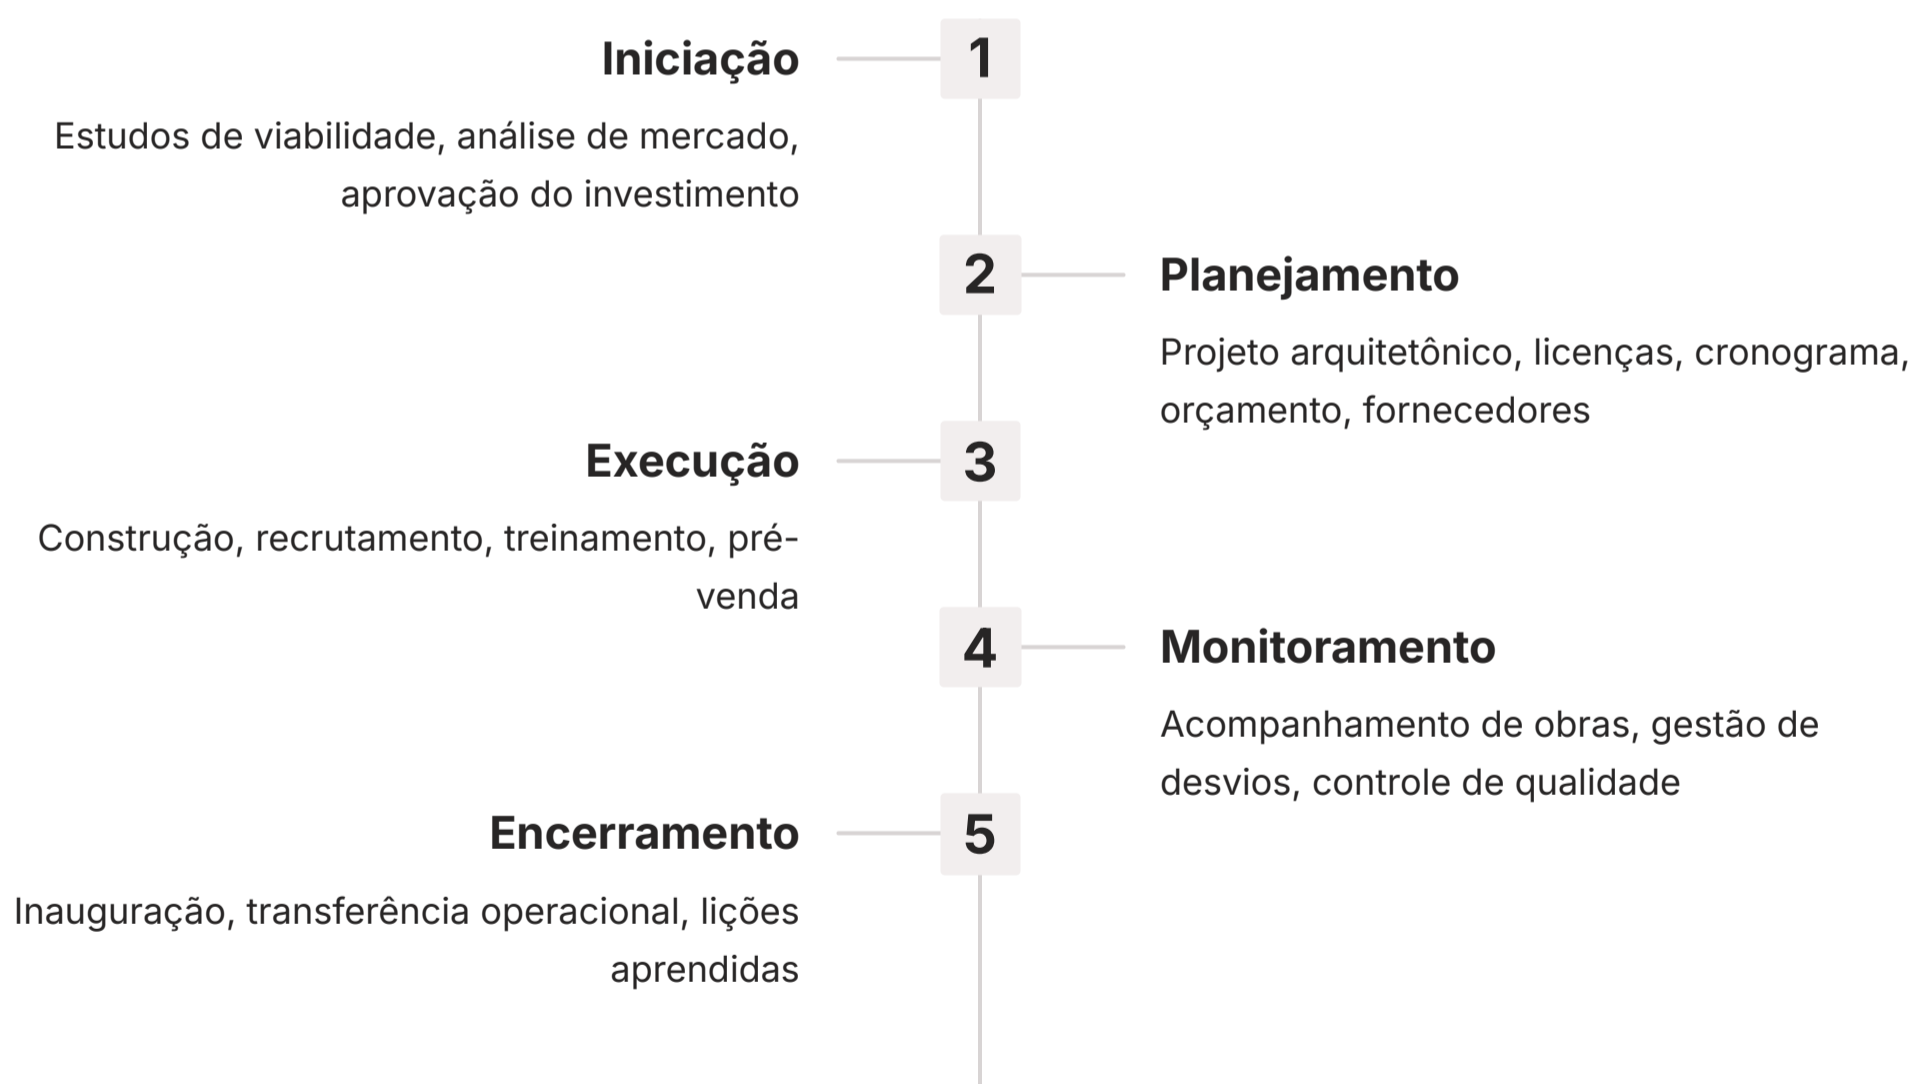 Iniciação
1
Estudos de viabilidade, análise de mercado,
aprovação do investimento
2
Planejamento
Projeto arquitetônico, licenças, cronograma,
orçamento, fornecedores
Execução
3
Construção, recrutamento, treinamento, pré-
venda
4
Monitoramento
Acompanhamento de obras, gestão de
desvios, controle de qualidade
Encerramento
5
Inauguração, transferência operacional, lições
aprendidas